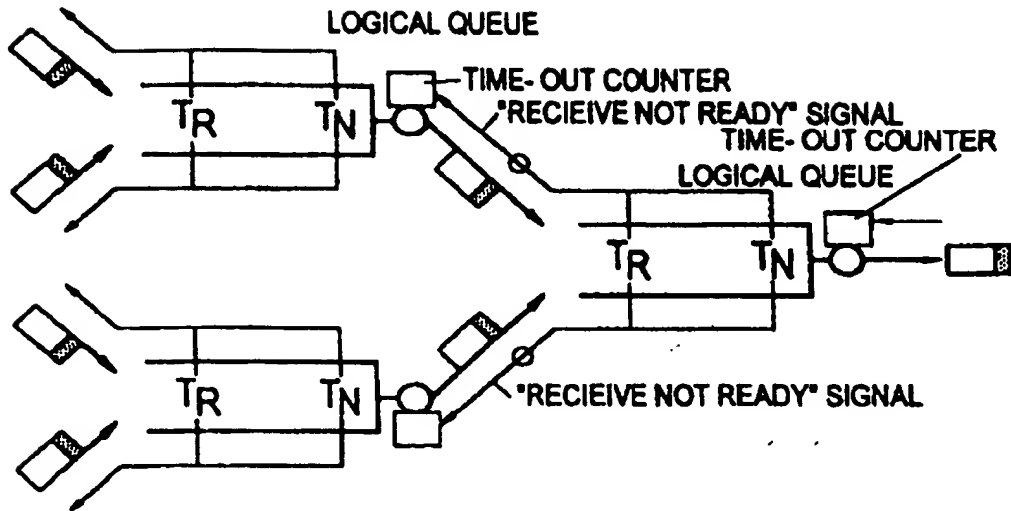 LOGICAL QUEUE
TIME-OUT COUNTER
"RECIEIVE NOT READY" SIGNAL
TIME-OUT COUNTER
LOGICAL QUEUE
TR TN
TR TN
TR TN
"RECIEIVE NOT READY" SIGNAL